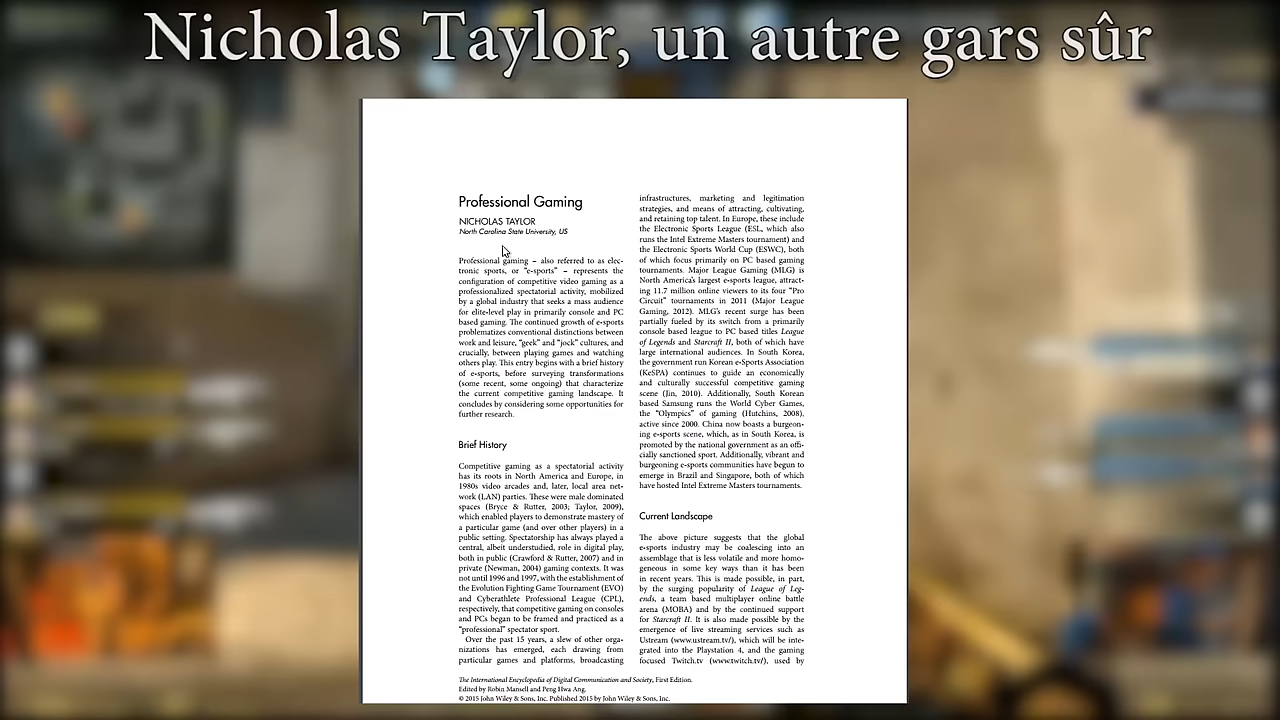 Nicholas Taylor, un autre gars sûr
Professional Gaming
NICHOLAS TAYLOR
North Carolina State University, US
Professional gaming – also referred to as elec-
tronic sports, or "e-sports" – represents the
configuration of competitive video gaming as a
professionalized spectatorial activity, mobilized
by a global industry that seeks a mass audience
for elite-level play in primarily console and PC
based gaming. The continued growth of e-sports
problematizes conventional distinctions between
work and leisure, "geek" and "jock" cultures, and
crucially, between playing games and watching
others play. This entry begins with a brief history
of e-sports, before surveying transformations
(some recent, some ongoing) that characterize
the current competitive gaming landscape. It
concludes by considering some opportunities for
further research.
Brief History
Competitive gaming as a spectatorial activity
has its roots in North America and Europe, in
1980s video arcades and, later, local area net-
work (LAN) parties. These were male dominated
spaces (Bryce & Rutter, 2003; Taylor, 2009),
which enabled players to demonstrate mastery of
a particular game (and over other players) in a
public setting. Spectatorship has always played a
central, albeit understudied, role in digital play,
both in public (Crawford & Rutter, 2007) and in
private (Newman, 2004) gaming contexts. It was
not until 1996 and 1997, with the establishment of
the Evolution Fighting Game Tournament (EVO)
and Cyberathlete Professional League (CPL),
respectively, that competitive gaming on consoles
and PCs began to be framed and practiced as a
"professional" spectator sport.
Over the past 15 years, a slew of other orga-
nizations has emerged, each drawing from
particular games and platforms, broadcasting
infrastructures, marketing and legitimation
strategies, and means of attracting, cultivating,
and retaining top talent. In Europe, these include
the Electronic Sports League (ESL, which also
runs the Intel Extreme Masters tournament) and
the Electronic Sports World Cup (ESWC), both
of which focus primarily on PC based gaming
tournaments. Major League Gaming (MLG) is
North America's largest e-sports league, attract-
ing 11.7 million online viewers to its four "Pro
Circuit" tournaments in 2011 (Major League
Gaming, 2012). MLG's recent surge has been
partially fueled by its switch from a primarily
console based league to PC based titles League
of Legends and Starcraft II, both of which have
large international audiences. In South Korea,
the government run Korean e-Sports Association
(KeSPA) continues to guide an economically
and culturally successful competitive gaming
scene (Jin, 2010). Additionally, South Korean
based Samsung runs the World Cyber Games,
the "Olympics" of gaming (Hutchins, 2008),
active since 2000. China now boasts a burgeon-
ing e-sports scene, which, as in South Korea, is
promoted by the national government as an offi-
cially sanctioned sport. Additionally, vibrant and
burgeoning e-sports communities have begun to
emerge in Brazil and Singapore, both of which
have hosted Intel Extreme Masters tournaments.
Current Landscape
The above picture suggests that the global
e-sports industry may be coalescing into an
assemblage that is less volatile and more homo-
geneous in some key ways than it has been
in recent years. This is made possible, in part,
by the surging popularity of League of Leg-
ends, a team based multiplayer online battle
arena (MOBA) and by the continued support
for Starcraft II. It is also made possible by the
emergence of live streaming services such as
Ustream (www.ustream.tv/), which will be inte-
grated into the Playstation 4, and the gaming
focused Twitch.tv (www.twitch.tv/), used by
The International Encyclopedia of Digital Communication and Society, First Edition.
Edited by Robin Mansell and Peng Hwa Ang.
© 2015 John Wiley & Sons, Inc. Published 2015 by John Wiley & Sons, Inc.